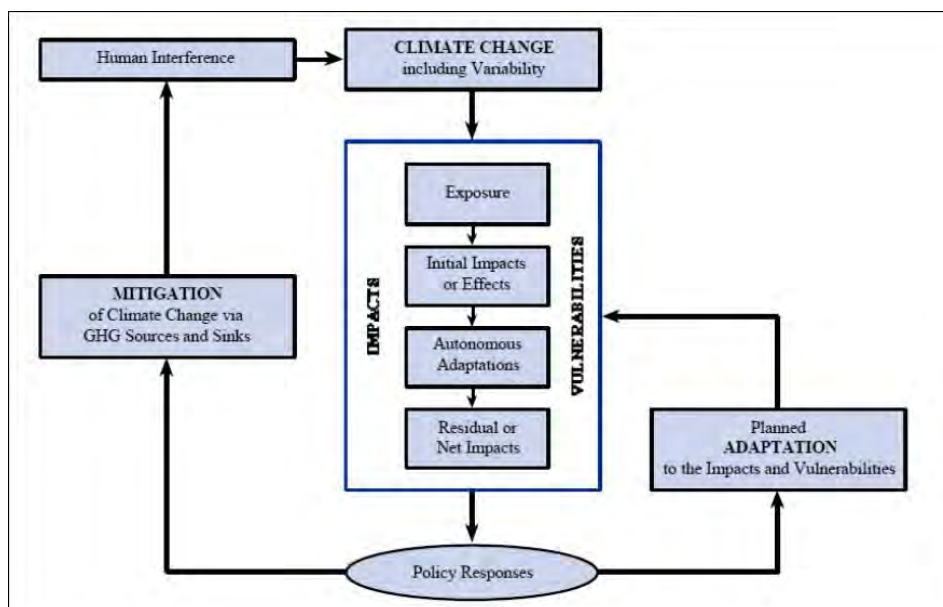 Human Interference
CLIMATE CHANGE
including Variability
Exposure
Initial Impacts
or Effects
IMPACTS
VULNERABILITIES
MITIGATION
of Climate Change via
GHG Sources and Sinks
Autonomous
Adaptations
Residual or
Net Impacts
Planned
ADAPTATION
to the Impacts and Vulnerabilities
Policy Responses